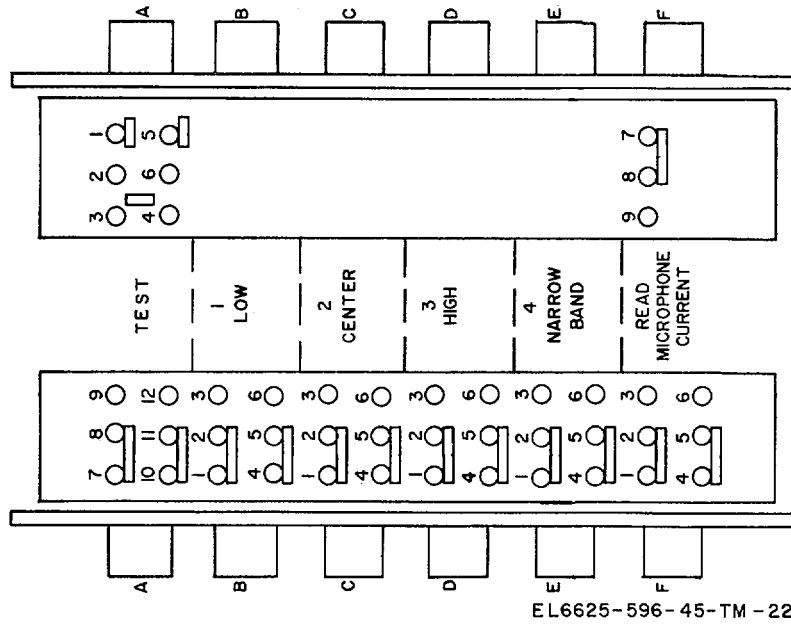 A B C D E F
1 5 7
2 6 8
3 4 9
TEST
1
LOW
2
CENTER
3
HIGH
4
NARROW
BAND
READ
MICROPHONE
CURRENT
9 12 3 6 3 6 3 6 3 6 3 6
8 11 2 5 2 5 2 5 2 5 2 5
7 10 1 4 1 4 1 4 1 4 1 4
A B C D E F
EL6625-596-45-TM-22